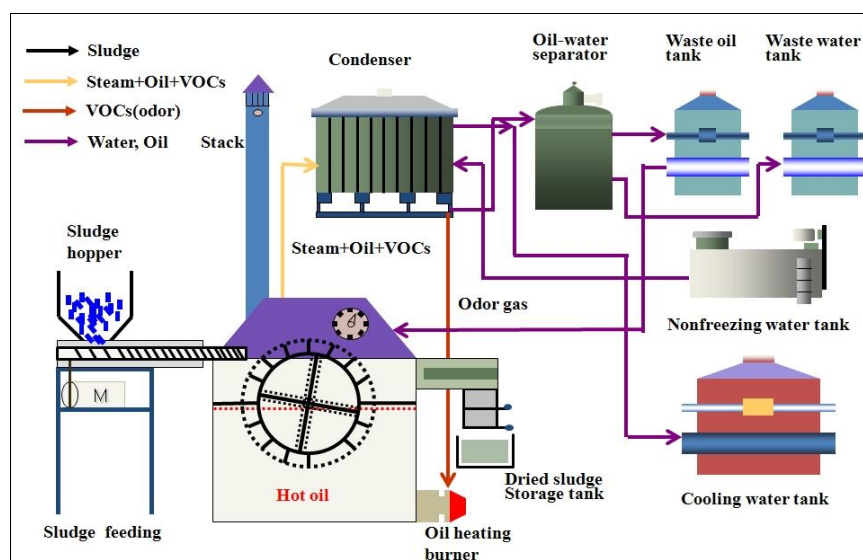 Sludge
Steam+Oil+VOCs
VOCs(odor)
Water, Oil
Stack
Condenser
Oil-water
separator
Waste oil
tank
Waste water
tank
Sludge
hopper
Steam+Oil+VOCs
Odor gas
Nonfreezing water tank
M
Hot oil
Dried sludge
Storage tank
Cooling water tank
Sludge feeding
Oil heating
burner